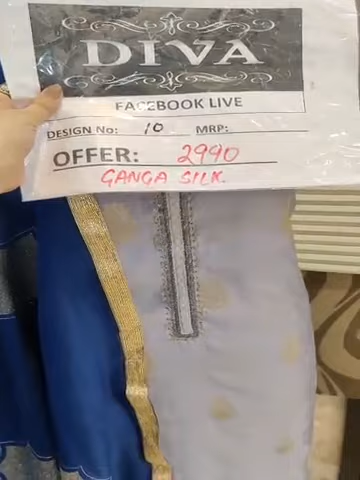 DIVA
FACEBOOK LIVE
DESIGN No: 10 MRP:
OFFER: 2990
GANGA SILK.